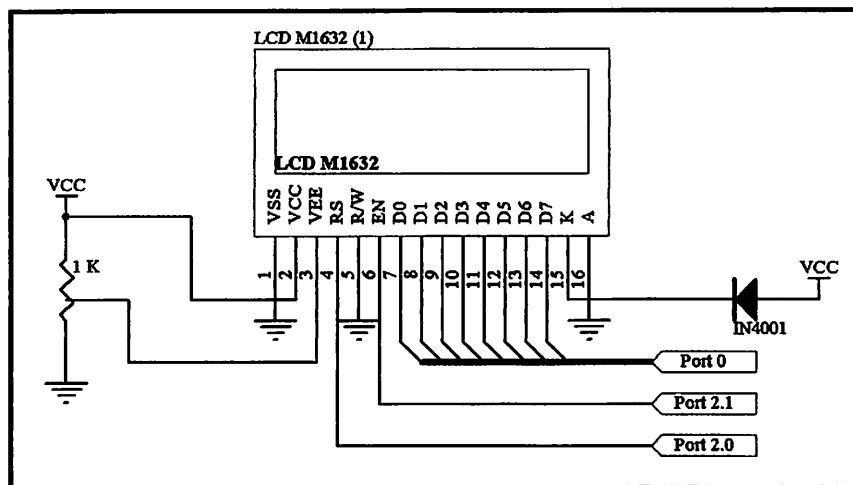 LCD M1632 (1)
LCD M1632
VCC
VSS
VCC
VEE
RS
R/W
EN
D0
D1
D2
D3
D4
D5
D6
D7
K
A
1
2
3
4
5
6
7
8
9
10
11
12
13
14
15
16
1 K
VCC
IN4001
Port 0
Port 2.1
Port 2.0